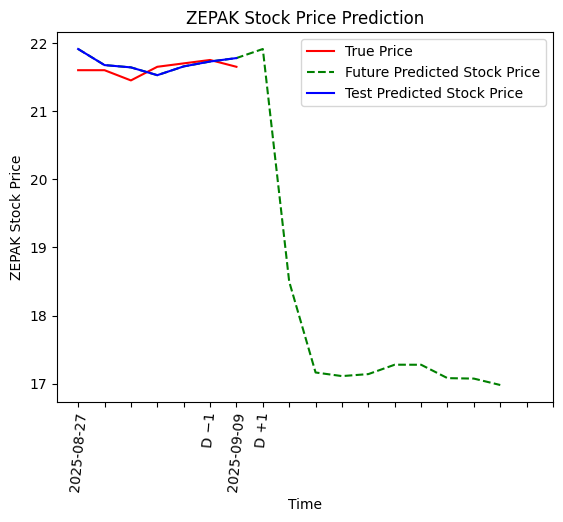 ZEPAK Stock Price Prediction
True Price
Future Predicted Stock Price
Test Predicted Stock Price
ZEPAK Stock Price
22
21
20
19
18
17
2025-08-27
D −1
2025-09-09
D +1
Time